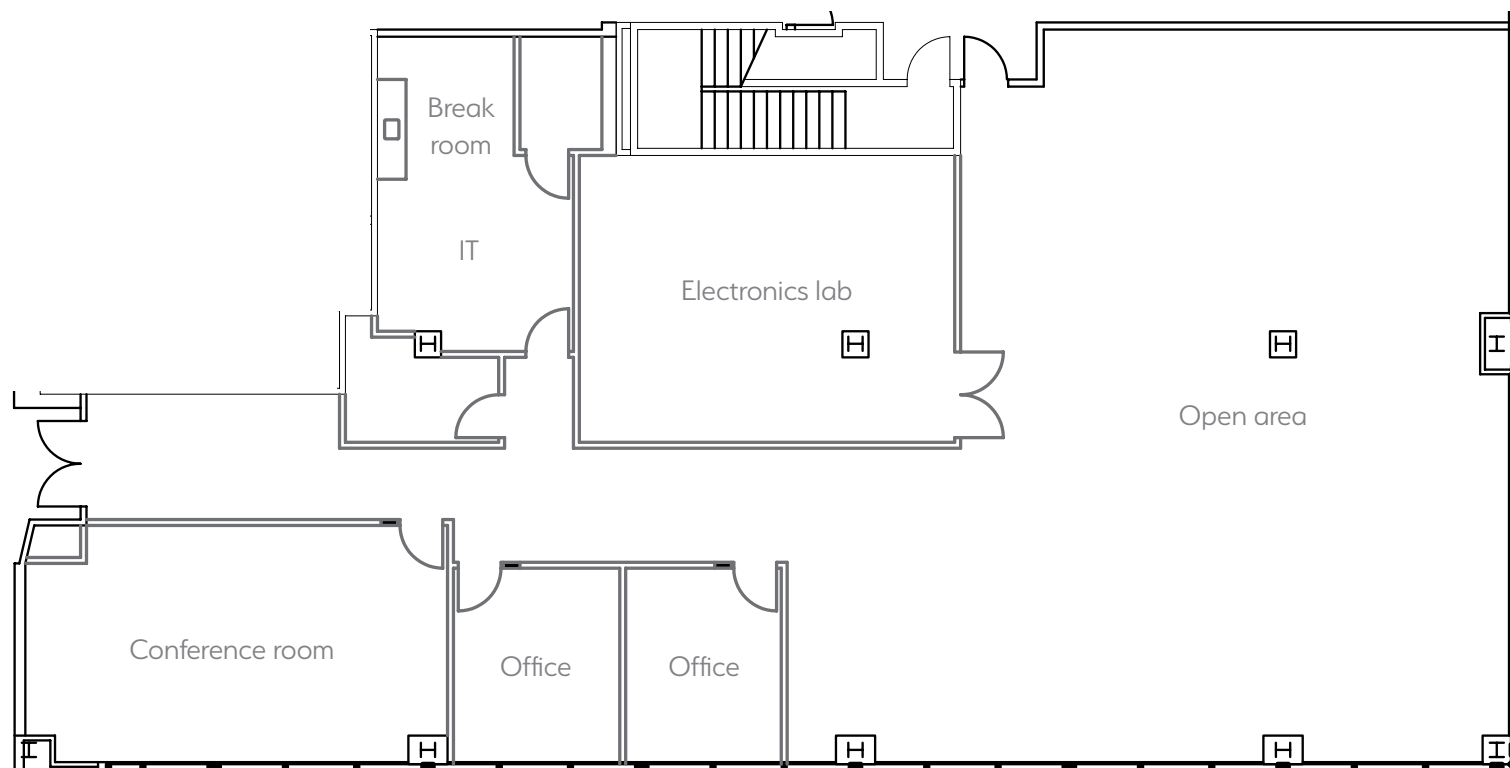 Break
room
IT
Electronics lab
Open area
Conference room
Office
Office